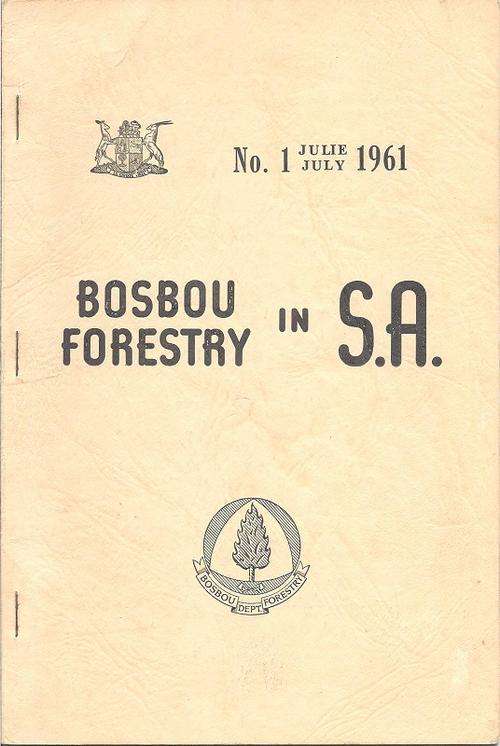 No. 1 JULIE JULY 1961
BOSBOU
FORESTRY IN S.A.
BOSBOU DEPT. FORESTRY